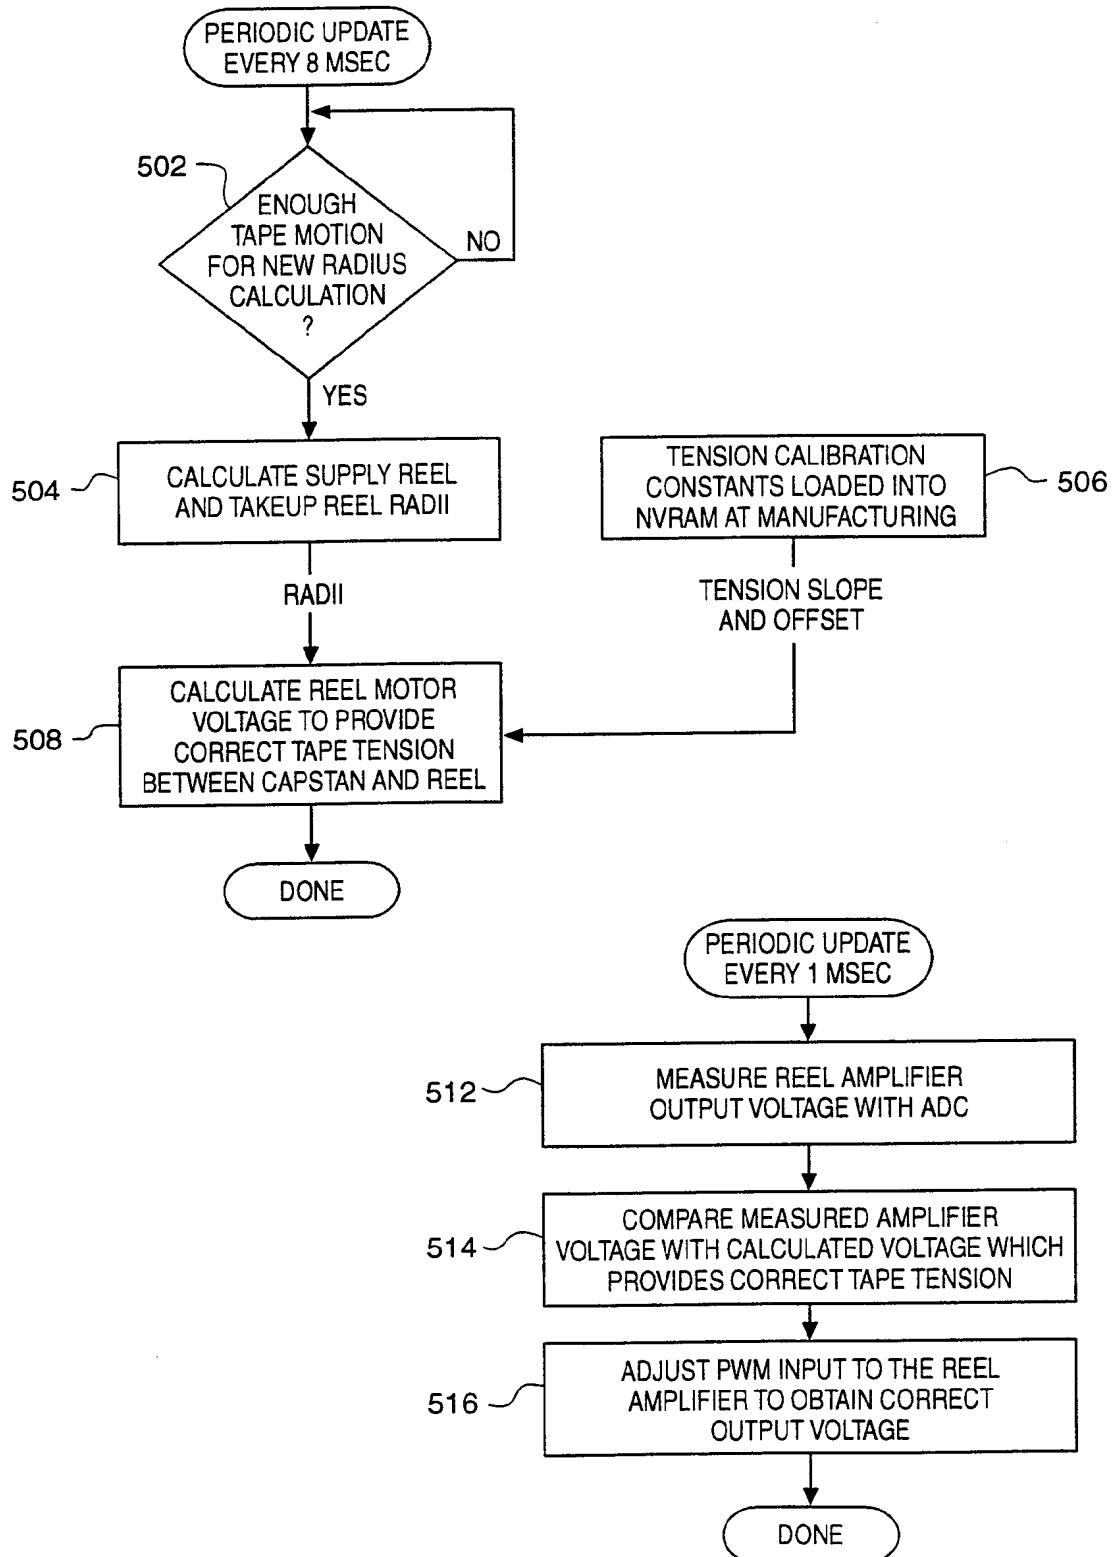 PERIODIC UPDATE
EVERY 8 MSEC
502
ENOUGH
TAPE MOTION
FOR NEW RADIUS
CALCULATION
?
NO
YES
504
CALCULATE SUPPLY REEL
AND TAKEUP REEL RADII
TENSION CALIBRATION
CONSTANTS LOADED INTO
NVRAM AT MANUFACTURING
506
RADII
TENSION SLOPE
AND OFFSET
508
CALCULATE REEL MOTOR
VOLTAGE TO PROVIDE
CORRECT TAPE TENSION
BETWEEN CAPSTAN AND REEL
DONE
PERIODIC UPDATE
EVERY 1 MSEC
512
MEASURE REEL AMPLIFIER
OUTPUT VOLTAGE WITH ADC
514
COMPARE MEASURED AMPLIFIER
VOLTAGE WITH CALCULATED VOLTAGE WHICH
PROVIDES CORRECT TAPE TENSION
516
ADJUST PWM INPUT TO THE REEL
AMPLIFIER TO OBTAIN CORRECT
OUTPUT VOLTAGE
DONE